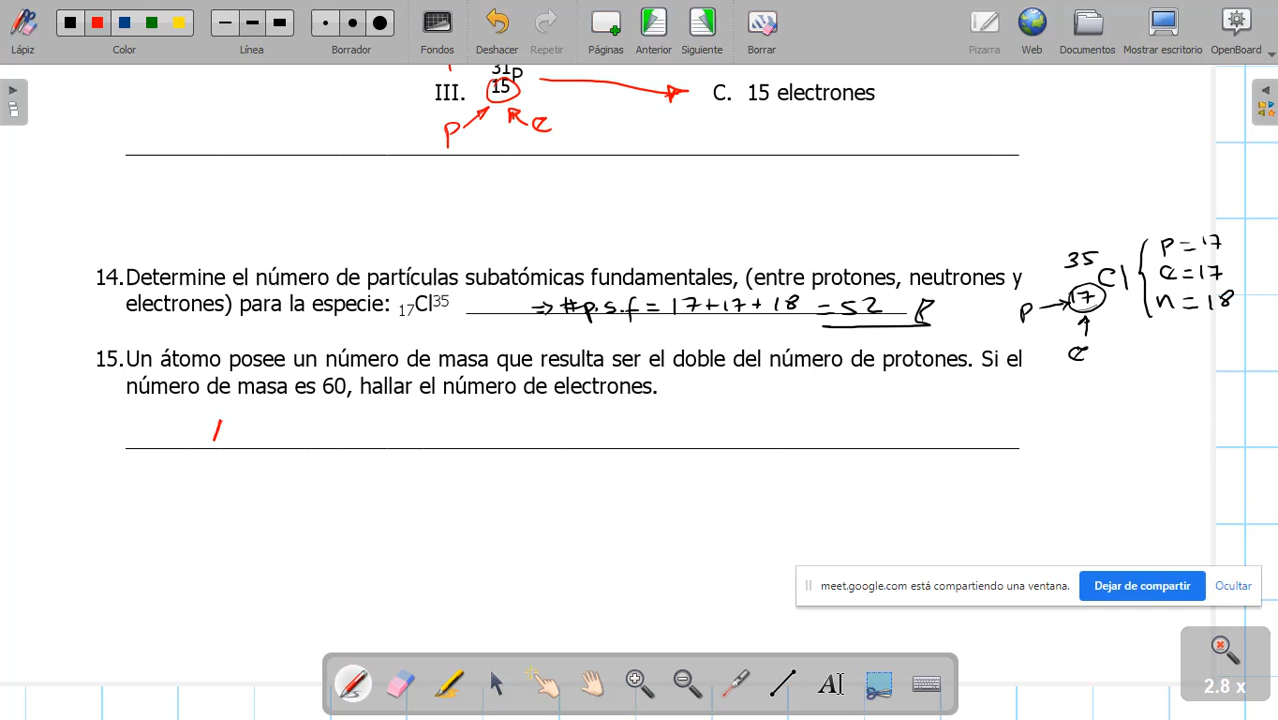 Lápiz
Color
Línea
Borrador
Fondos
Deshacer
Repetir
Páginas
Anterior
Siguiente
Borrar
Pizarra
Web
Documentos
Mostrar escritorio
OpenBoard
III. 31 15 P C. 15 electrones
p e
14. Determine el número de partículas subatómicas fundamentales, (entre protones, neutrones y
electrones) para la especie: 17Cl35 ⇒ #p.s.f = 17+17+18 = 52
35 17 Cl
p
e
p = 17
e = 17
n = 18
15. Un átomo posee un número de masa que resulta ser el doble del número de protones. Si el
número de masa es 60, hallar el número de electrones.
meet.google.com está compartiendo una ventana. Dejar de compartir Ocultar
2.8 x